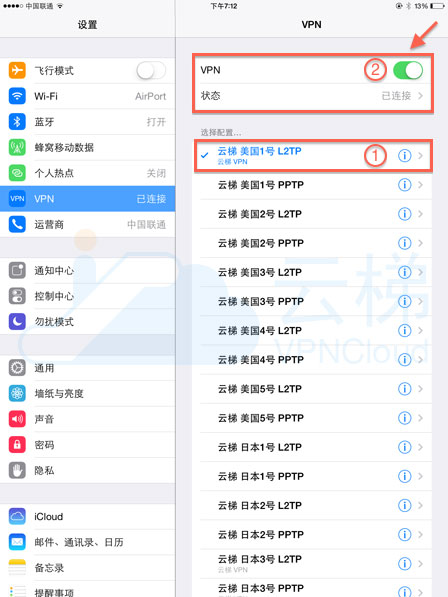 中国联通
下午7:12
13%
设置
飞行模式
Wi-Fi AirPort
蓝牙 打开
蜂窝移动数据
个人热点 关闭
VPN VPN 已连接
运营商 中国联通
通知中心
控制中心
勿扰模式
通用
墙纸与亮度
声音
密码
隐私
iCloud
邮件、通讯录、日历
备忘录
提醒事项
VPN
VPN ②
状态 已连接
选择配置...
云梯 美国1号 L2TP ①
云梯 VPN
云梯 美国1号 PPTP
云梯 美国2号 L2TP
云梯 美国2号 PPTP
云梯 美国3号 L2TP
云梯 美国3号 PPTP
云梯 美国4号 L2TP
云梯 美国4号 PPTP
云梯 美国5号 L2TP
云梯 美国5号 PPTP
云梯 日本1号 L2TP
云梯 日本1号 PPTP
云梯 日本2号 L2TP
云梯 日本2号 PPTP
云梯 日本3号 L2TP
云梯 VPN
云梯 日本3号 PPTP
云梯
VPNCloud